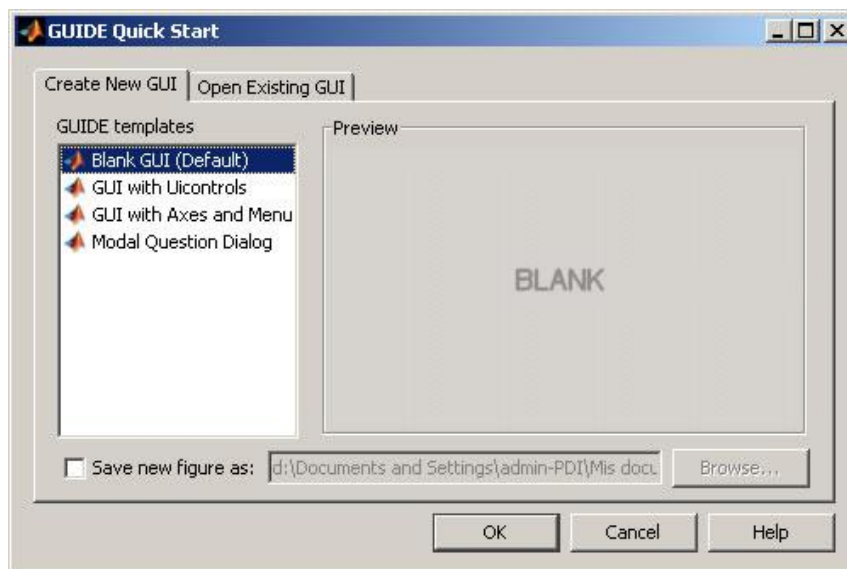 GUIDE Quick Start
Create New GUI
Open Existing GUI
GUIDE templates
Blank GUI (Default)
GUI with Uicontrols
GUI with Axes and Menu
Modal Question Dialog
Preview
BLANK
Save new figure as:
d:\Documents and Settings\admin-PDI\Mis docu
Browse...
OK
Cancel
Help